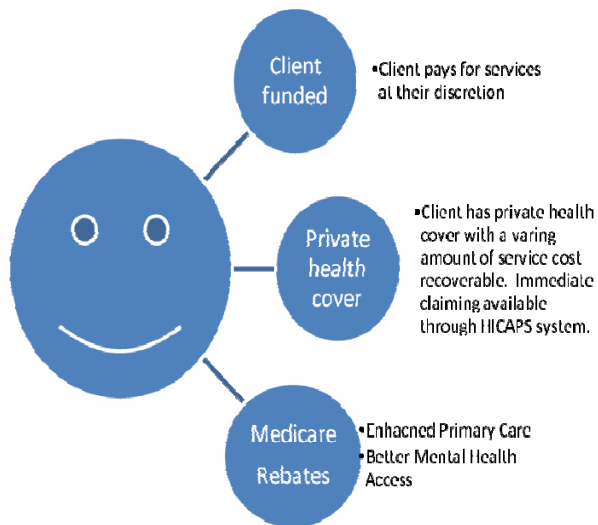 Client
funded
•Client pays for services
at their discretion
Private
health
cover
•Client has private health
cover with a varing
amount of service cost
recoverable. Immediate
claiming available
through HICAPS system.
Medicare
Rebates
•Enhacned Primary Care
•Better Mental Health
Access